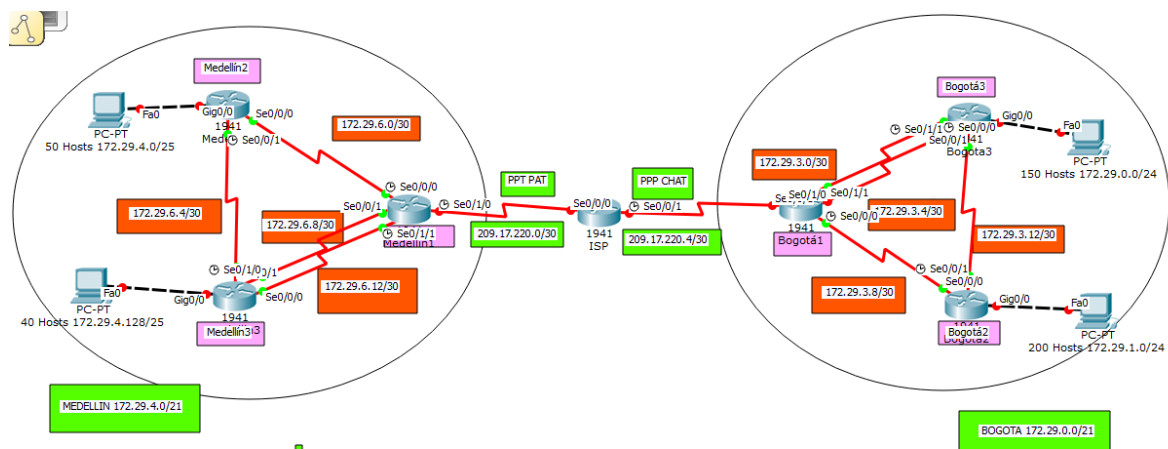 Medellín2
Fa0
Gig0/0
Se0/0/0
1941
Se0/0/1
PC-PT
50 Hosts 172.29.4.0/25
172.29.6.0/30
172.29.6.4/30
172.29.6.8/30
Se0/0/0
Se0/0/1
Se0/1/0
Se0/1/1
Medellin1
172.29.6.12/30
Se0/1/0
Se0/0/0
Fa0
Gig0/0
PC-PT
1941
40 Hosts 172.29.4.128/25
Medellín3
MEDELLIN 172.29.4.0/21
PPT PAT
209.17.220.0/30
Se0/0/0
Se0/0/1
1941
ISP
PPP CHAT
209.17.220.4/30
Bogotá3
Se0/1/1
Se0/0/0
Se0/0/1
Gig0/0
Bogota3
Fa0
PC-PT
150 Hosts 172.29.0.0/24
172.29.3.0/30
Se0/1/0
Se0/1/1
Se0/0/0
1941
Bogotá1
172.29.3.4/30
172.29.3.12/30
172.29.3.8/30
Se0/0/1
Se0/0/0
Gig0/0
Bogotá2
Fa0
PC-PT
200 Hosts 172.29.1.0/24
BOGOTA 172.29.0.0/21